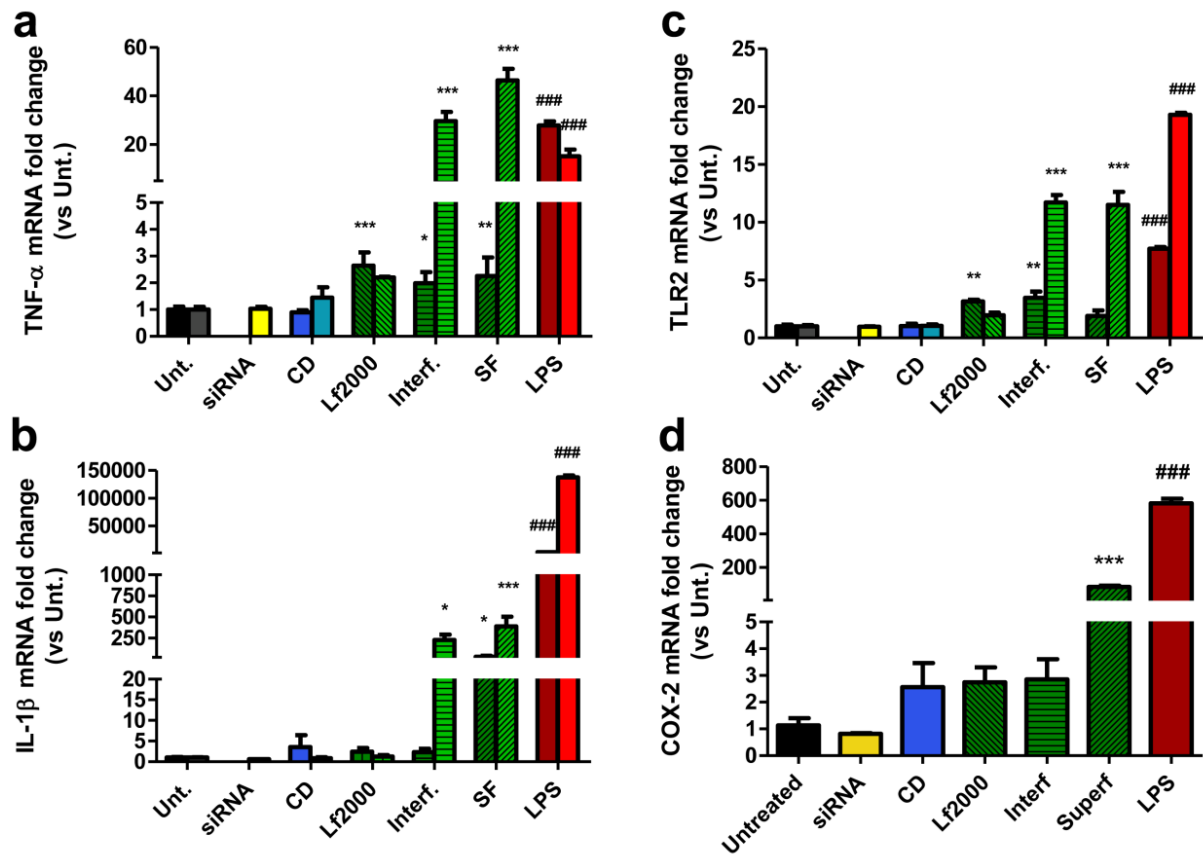 a
TNF-α mRNA fold change
(vs Unt.)
60
40
20
5
4
3
2
1
0
***
*
***
**
***
###
###
Unt.
siRNA
CD
Lf2000
Interf.
SF
LPS
c
TLR2 mRNA fold change
(vs Unt.)
25
20
15
10
5
0
**
**
***
***
###
###
Unt.
siRNA
CD
Lf2000
Interf.
SF
LPS
b
IL-1β mRNA fold change
(vs Unt.)
150000
100000
50000
1000
750
500
250
20
15
10
5
0
*
*
***
###
###
Unt.
siRNA
CD
Lf2000
Interf.
SF
LPS
d
COX-2 mRNA fold change
(vs Unt.)
800
600
400
200
5
4
3
2
1
0
***
###
Untreated
siRNA
CD
Lf2000
Interf
Superf
LPS